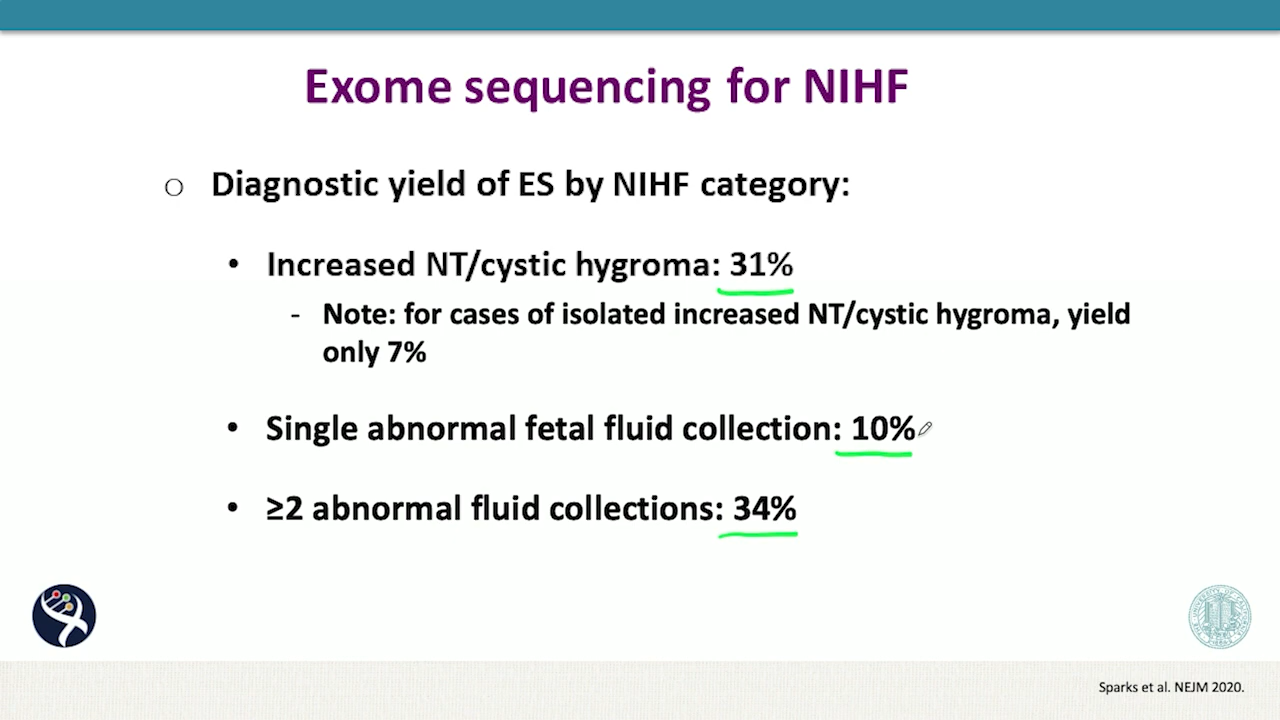 Exome sequencing for NIHF
○ Diagnostic yield of ES by NIHF category:
• Increased NT/cystic hygroma: 31%
- Note: for cases of isolated increased NT/cystic hygroma, yield
only 7%
• Single abnormal fetal fluid collection: 10%
• ≥2 abnormal fluid collections: 34%
Sparks et al. NEJM 2020.